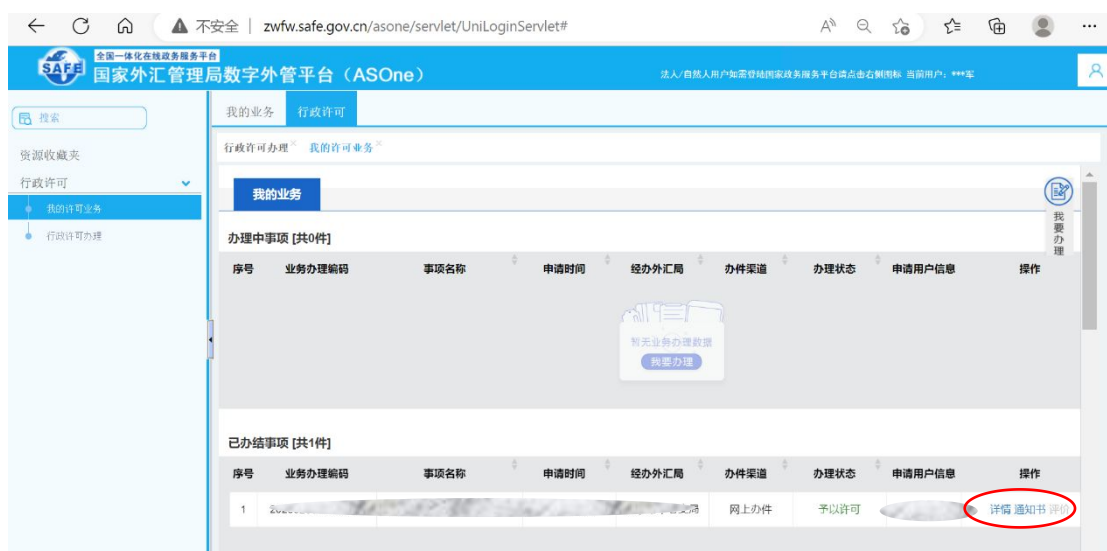 不安全 zwfw.safe.gov.cn/asone/servlet/UniLoginServlet#
SAFE
全国一体化在线政务服务平台
国家外汇管理局数字外管平台（ASOne）
法人/自然人用户如需登陆国家政务服务平台请点击右侧图标 当前用户：***军
搜索
我的业务 行政许可
资源收藏夹
行政许可办理 我的许可业务
行政许可
我的许可业务
行政许可办理
我的业务
我要办理
办理中事项 [共0件]
序号 业务办理编码 事项名称 申请时间 经办外汇局 办件渠道 办理状态 申请用户信息 操作
暂无业务办理数据
我要办理
已办结事项 [共1件]
序号 业务办理编码 事项名称 申请时间 经办外汇局 办件渠道 办理状态 申请用户信息 操作
1 网上办件 予以许可 详情 通知书 评价